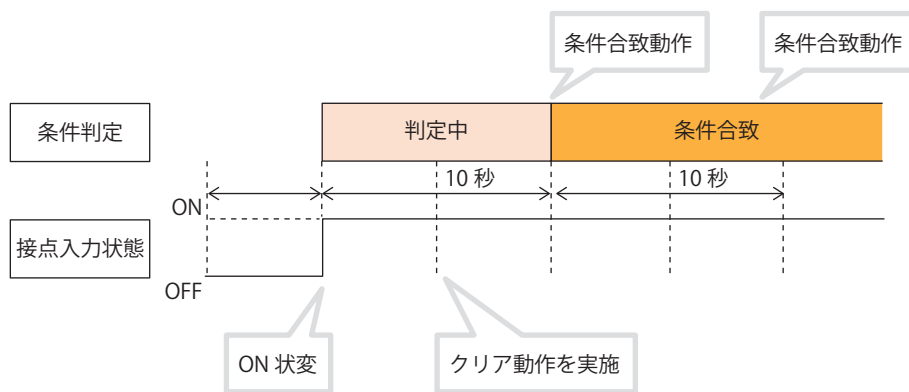 条件合致動作
条件合致動作
条件判定
判定中
条件合致
10 秒
10 秒
ON
接点入力状態
OFF
ON 状変
クリア動作を実施